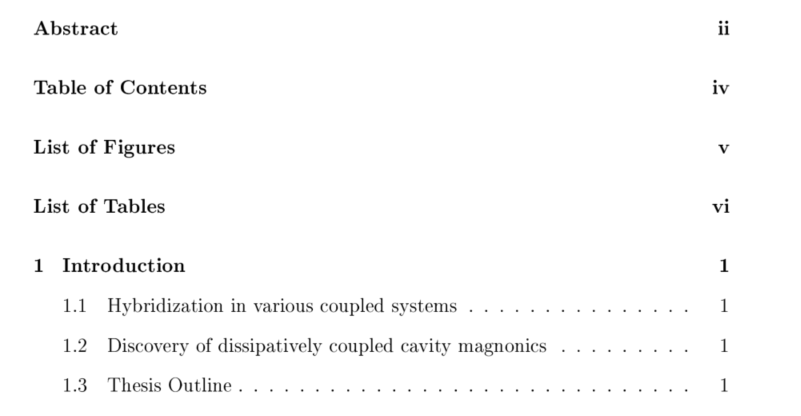 Abstract ii
Table of Contents iv
List of Figures v
List of Tables vi
1 Introduction 1
1.1 Hybridization in various coupled systems . . . . . . . . . . . . . . . 1
1.2 Discovery of dissipatively coupled cavity magnonics . . . . . . . . . 1
1.3 Thesis Outline . . . . . . . . . . . . . . . . . . . . . . . . . . . . . . 1